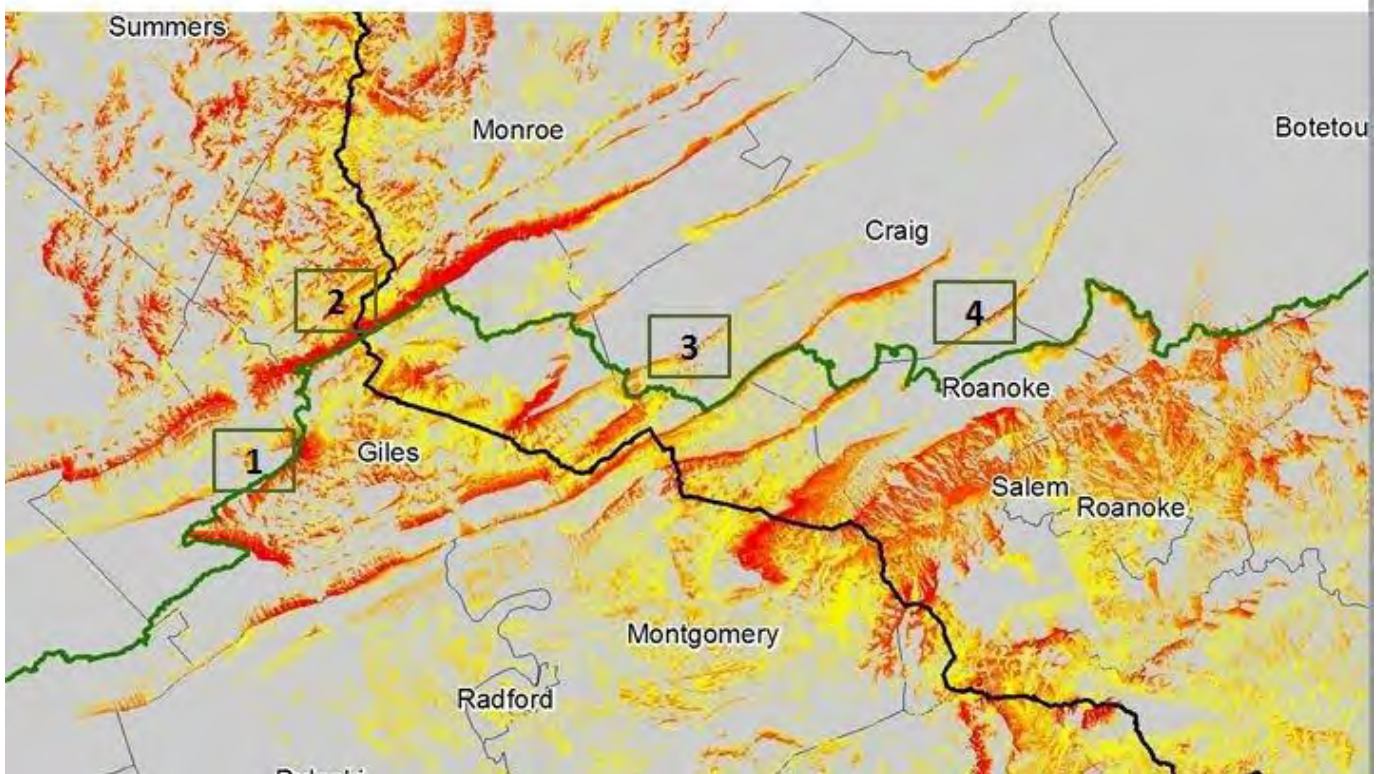 Summers
Monroe
Botetou
Craig
2
4
3
Roanoke
1
Giles
Salem
Roanoke
Montgomery
Radford